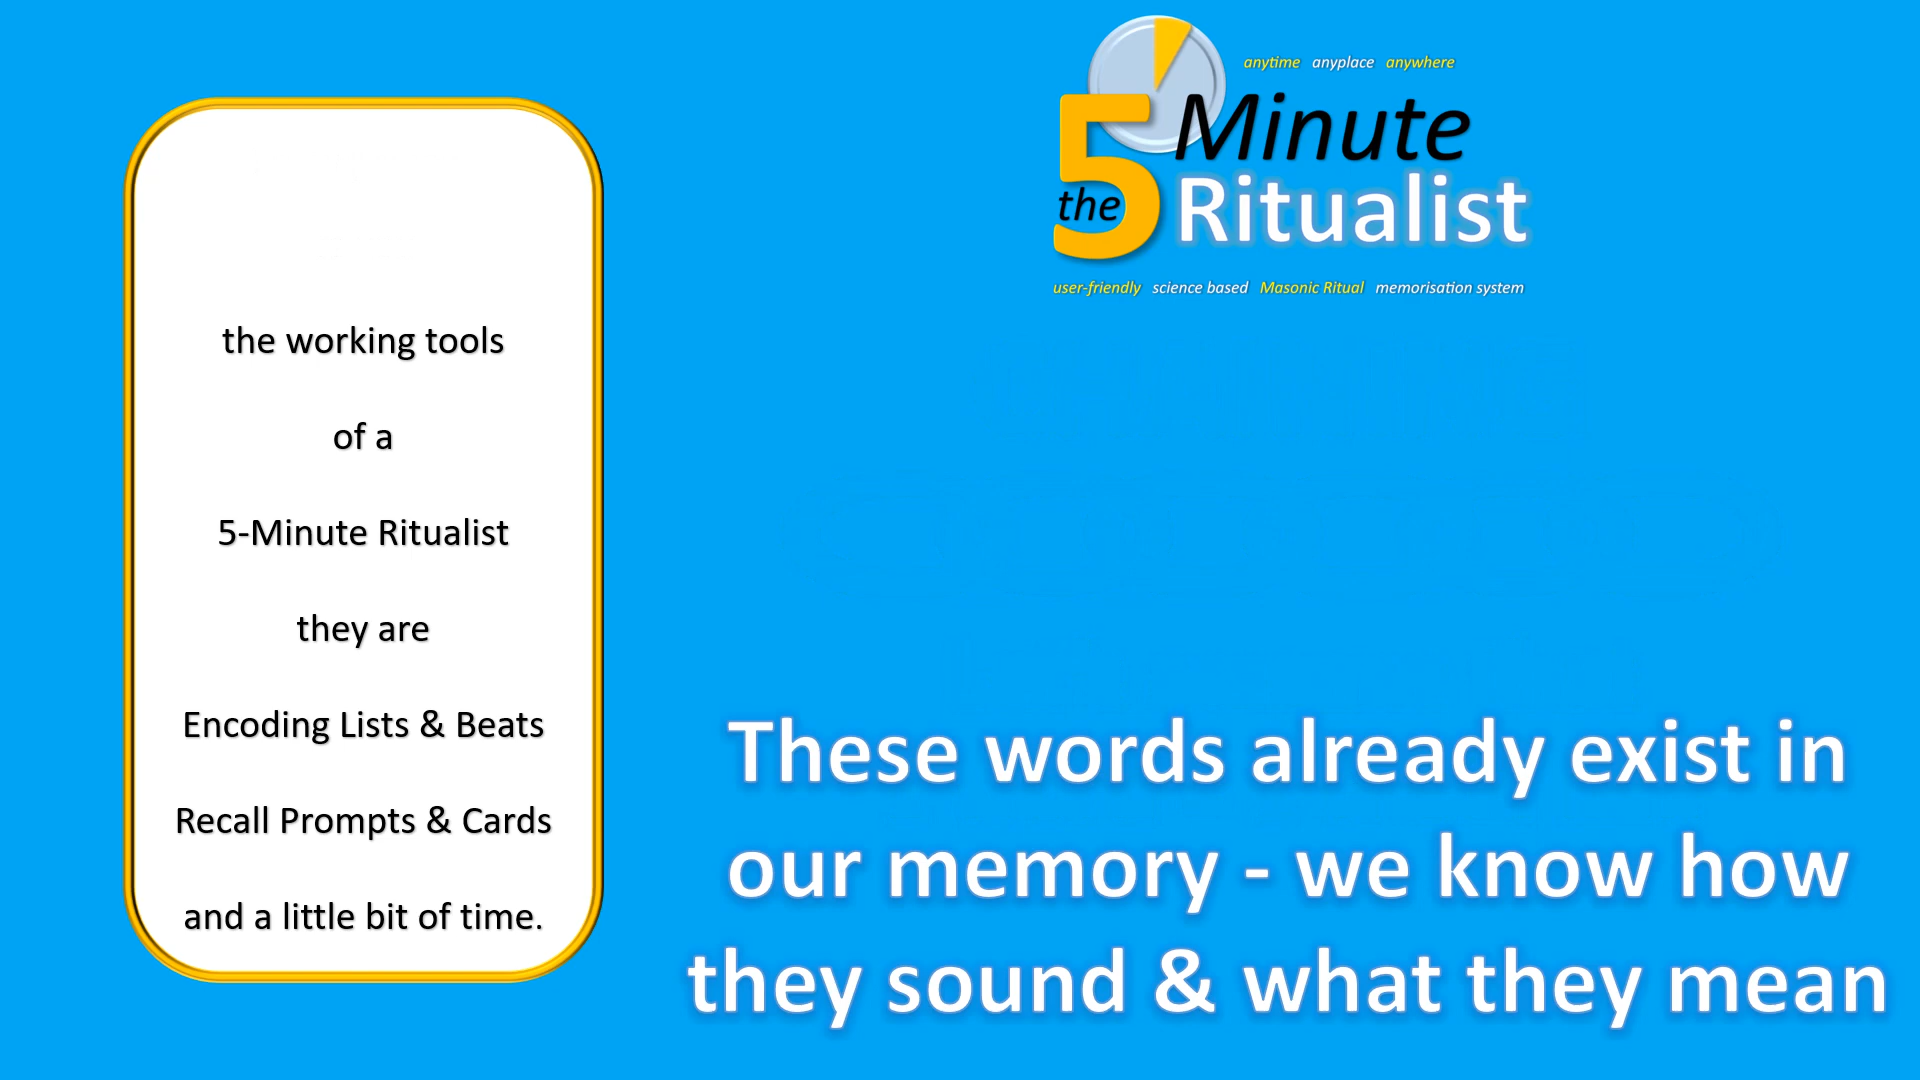 anytime anyplace anywhere
the 5 Minute
Ritualist
user-friendly science based Masonic Ritual memorisation system
the working tools
of a
5-Minute Ritualist
they are
Encoding Lists & Beats
Recall Prompts & Cards
and a little bit of time.
These words already exist in
our memory - we know how
they sound & what they mean